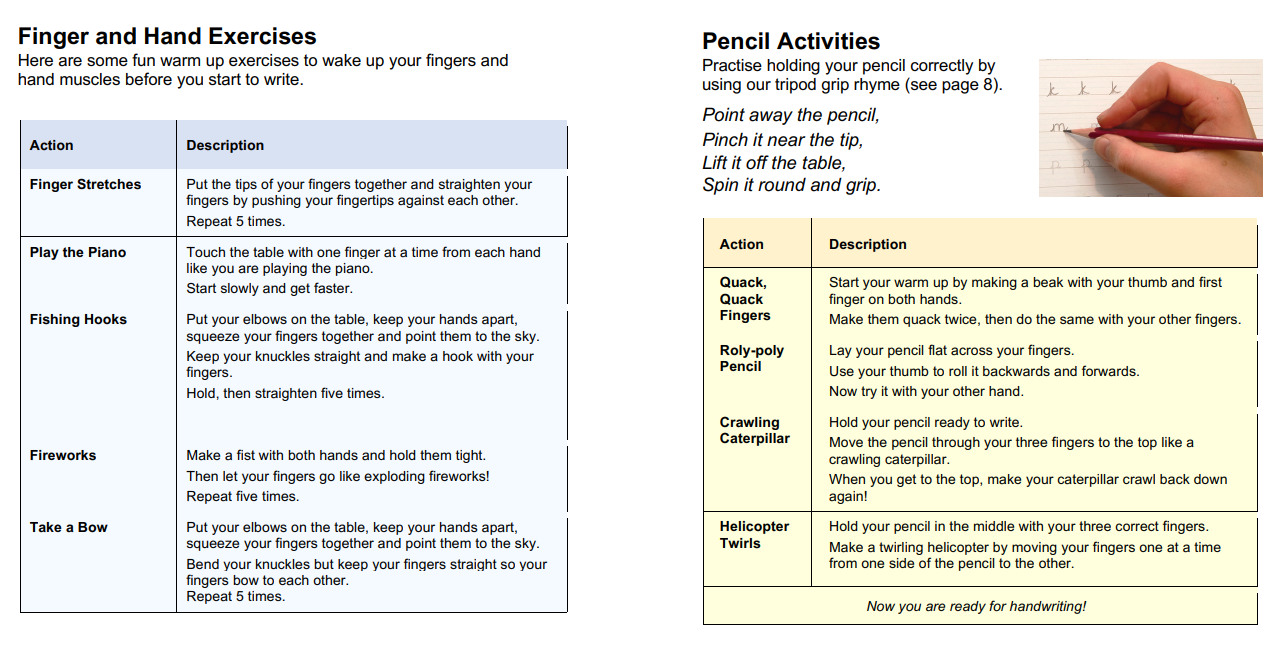 Finger and Hand Exercises
Here are some fun warm up exercises to wake up your fingers and
hand muscles before you start to write.
Action Description
Finger Stretches Put the tips of your fingers together and straighten your
fingers by pushing your fingertips against each other.
Repeat 5 times.
Play the Piano Touch the table with one finger at a time from each hand
like you are playing the piano.
Start slowly and get faster.
Fishing Hooks Put your elbows on the table, keep your hands apart,
squeeze your fingers together and point them to the sky.
Keep your knuckles straight and make a hook with your
fingers.
Hold, then straighten five times.
Fireworks Make a fist with both hands and hold them tight.
Then let your fingers go like exploding fireworks!
Repeat five times.
Take a Bow Put your elbows on the table, keep your hands apart,
squeeze your fingers together and point them to the sky.
Bend your knuckles but keep your fingers straight so your
fingers bow to each other.
Repeat 5 times.
Pencil Activities
Practise holding your pencil correctly by
using our tripod grip rhyme (see page 8).
Point away the pencil,
Pinch it near the tip,
Lift it off the table,
Spin it round and grip.
k k k
m
p p p
Action Description
Quack, Start your warm up by making a beak with your thumb and first
Quack finger on both hands.
Fingers Make them quack twice, then do the same with your other fingers.
Roly-poly Lay your pencil flat across your fingers.
Pencil Use your thumb to roll it backwards and forwards.
Now try it with your other hand.
Crawling Hold your pencil ready to write.
Caterpillar Move the pencil through your three fingers to the top like a
crawling caterpillar.
When you get to the top, make your caterpillar crawl back down
again!
Helicopter Hold your pencil in the middle with your three correct fingers.
Twirls Make a twirling helicopter by moving your fingers one at a time
from one side of the pencil to the other.
Now you are ready for handwriting!